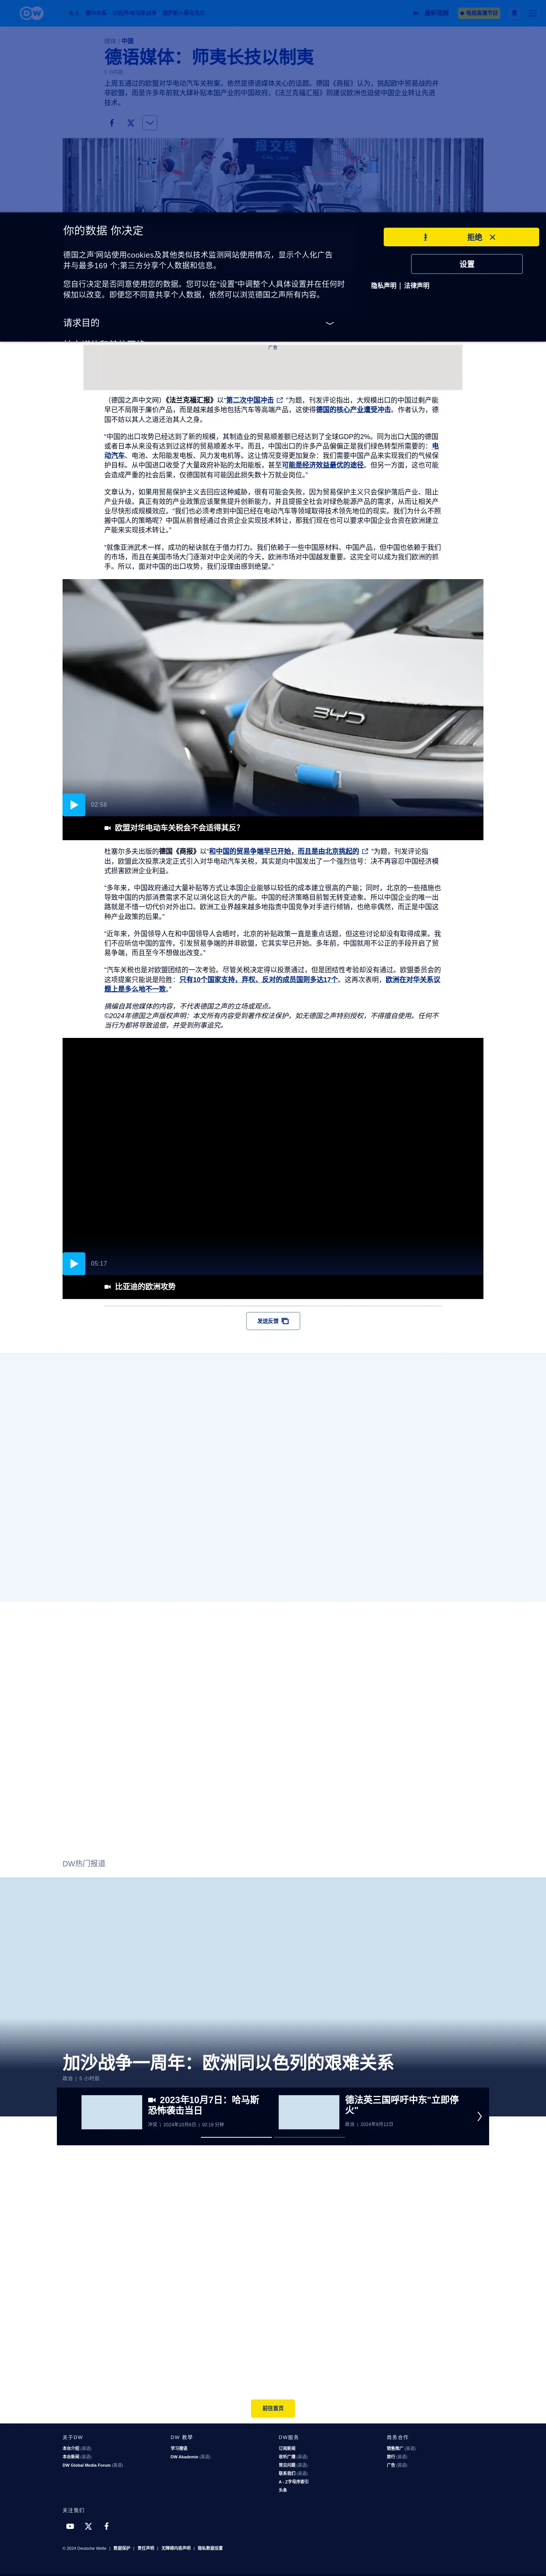 DW
德中关系
以色列/哈马斯战争
俄罗斯入侵乌克兰
最新视频
电视直播节目
媒体 | 中国
德语媒体：师夷长技以制夷
上周五通过的欧盟对华电动汽车关税案，依然是德语媒体关心的话题。德国《商报》认为，挑起欧中贸易战的并
非欧盟，而是许多年前就大肆补贴本国产业的中国政府。《法兰克福汇报》则建议欧洲也迫使中国企业转让先进
技术。
报交线
CAL Line
你的数据 你决定
拒绝
德国之声'网站使用cookies及其他类似技术监测网站使用情况，显示个人化广告
并与最多169 个;第三方分享个人数据和信息。
设置
您自行决定是否同意使用您的数据。您可以在“设置”中调整个人具体设置并在任何时
候加以改变。即便您不同意共享个人数据，依然可以浏览德国之声所有内容。
隐私声明 | 法律声明
请求目的
广告
（德国之声中文网）《法兰克福汇报》以“第二次中国冲击 ”为题，刊发评论指出，大规模出口的中国过剩产能
早已不局限于廉价产品，而是越来越多地包括汽车等高端产品，这使得德国的核心产业遭受冲击。作者认为，德
国不妨以其人之道还治其人之身。
“中国的出口攻势已经达到了新的规模，其制造业的贸易顺差额已经达到了全球GDP的2%。同为出口大国的德国
或者日本从来没有达到过这样的贸易顺差水平。而且，中国出口的许多产品偏偏正是我们绿色转型所需要的：电
动汽车、电池、太阳能发电板、风力发电机等。这让情况变得更加复杂：我们需要中国产品来实现我们的气候保
护目标。从中国进口收受了大量政府补贴的太阳能板，甚至可能是经济效益最优的途径。但另一方面，这也可能
会造成严重的社会后果，仅德国就有可能因此损失数十万就业岗位。”
文章认为，如果用贸易保护主义去回应这种威胁，很有可能会失败，因为贸易保护主义只会保护落后产业、阻止
产业升级。真正有效的产业政策应该聚焦提升创新能力，并且提振全社会对绿色能源产品的需求，从而让相关产
业尽快形成规模效应。“我们也必须考虑到中国已经在电动汽车等领域取得技术领先地位的现实。我们为什么不照
搬中国人的策略呢？中国从前曾经通过合资企业实现技术转让，那我们现在也可以要求中国企业合资在欧洲建立
产能来实现技术转让。”
“就像亚洲武术一样，成功的秘诀就在于借力打力。我们依赖于一些中国原材料、中国产品，但中国也依赖于我们
的市场，而且在美国市场大门逐渐对中企关闭的今天，欧洲市场对中国越发重要。这完全可以成为我们欧洲的抓
手。所以，面对中国的出口攻势，我们没理由感到绝望。”
BYD
02:56
欧盟对华电动车关税会不会适得其反？
杜塞尔多夫出版的德国《商报》以“和中国的贸易争端早已开始，而且是由北京挑起的 ”为题，刊发评论指
出，欧盟此次投票决定正式引入对华电动汽车关税，其实是向中国发出了一个强烈信号：决不再容忍中国经济模
式损害欧洲企业利益。
“多年来，中国政府通过大量补贴等方式让本国企业能够以较低的成本建立很高的产能；同时，北京的一些措施也
导致中国的内部消费需求不足以消化这巨大的产能。中国的经济策略目前暂无转变迹象。所以中国企业的唯一出
路就是不惜一切代价对外出口。欧洲工业界越来越多地指责中国竞争对手进行倾销，也绝非偶然，而正是中国这
种产业政策的后果。”
“近年来，外国领导人在和中国领导人会晤时，北京的补贴政策一直是重点话题，但这些讨论却没有取得成果。我
们不应听信中国的宣传。引发贸易争端的并非欧盟，它其实早已开始。多年前，中国就用不公正的手段开启了贸
易争端，而且至今不想做出改变。”
“汽车关税也是对欧盟团结的一次考验。尽管关税决定得以投票通过，但是团结性考验却没有通过。欧盟委员会的
这项提案只能说是险胜：只有10个国家支持，弃权、反对的成员国则多达17个。这再次表明，欧洲在对华关系议
题上是多么地不一致。”
摘编自其他媒体的内容，不代表德国之声的立场或观点。
©2024年德国之声版权声明：本文所有内容受到著作权法保护，如无德国之声特别授权，不得擅自使用。任何不
当行为都将导致追偿，并受到刑事追究。
05:17
比亚迪的欧洲攻势
发送反馈
DW热门报道
加沙战争一周年：欧洲同以色列的艰难关系
政治 | 5 小时前
2023年10月7日：哈马斯
恐怖袭击当日
冲突 | 2024年10月6日 | 02:19 分钟
德法英三国呼吁中东"立即停
火"
政治 | 2024年8月12日
前往首页
关于DW
本台介绍 (英语)
本台新闻 (英语)
DW Global Media Forum (英语)
DW 教学
学习德语
DW Akademie (英语)
DW服务
订阅新闻
收听广播 (英语)
常见问题 (英语)
联系我们 (英语)
A - Z字母序索引
头条
商务合作
销售推广 (英语)
旅行 (英语)
广告 (英语)
关注我们
© 2024 Deutsche Welle | 数据保护 | 责任声明 | 无障碍内容声明 | 隐私数据设置